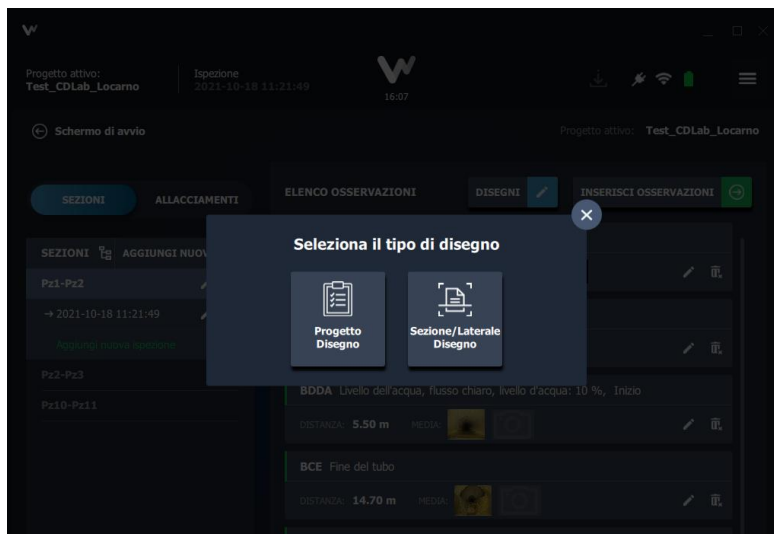 Progetto attivo:
Test_CDLab_Locarno
Ispezione
2021-10-18 11:21:49
16:07
Schermo di avvio
Progetto attivo: Test_CDLab_Locarno
SEZIONI
ALLACCIAMENTI
ELENCO OSSERVAZIONI
DISEGNI
INSERISCI OSSERVAZIONI
SEZIONI
AGGIUNGI NUOV
Pz1-Pz2
→ 2021-10-18 11:21:49
Aggiungi nuova ispezione
Pz2-Pz3
Pz10-Pz11
Seleziona il tipo di disegno
Progetto
Disegno
Sezione/Laterale
Disegno
BDDA Livello dell'acqua, flusso chiaro, livello d'acqua: 10 %, Inizio
DISTANZA: 5.50 m MEDIA:
BCE Fine del tubo
DISTANZA: 14.70 m MEDIA: